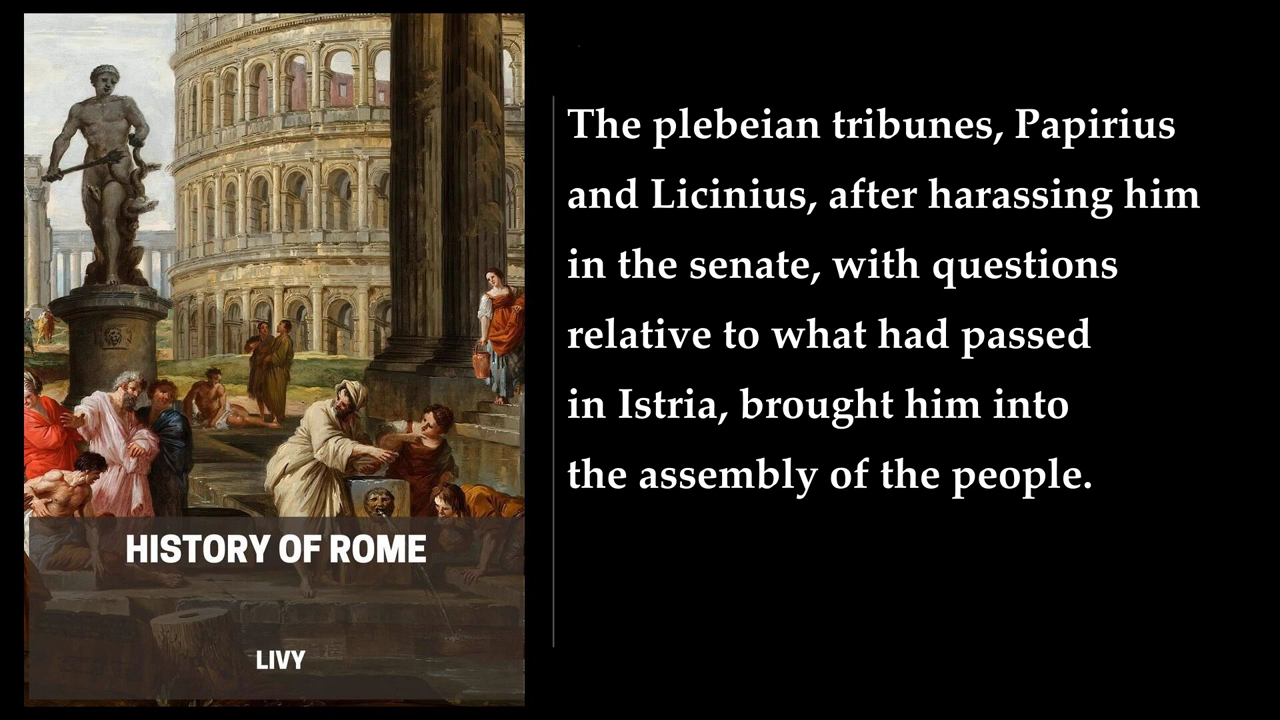 The plebeian tribunes, Papirius
and Licinius, after harassing him
in the senate, with questions
relative to what had passed
in Istria, brought him into
the assembly of the people.
HISTORY OF ROME
LIVY